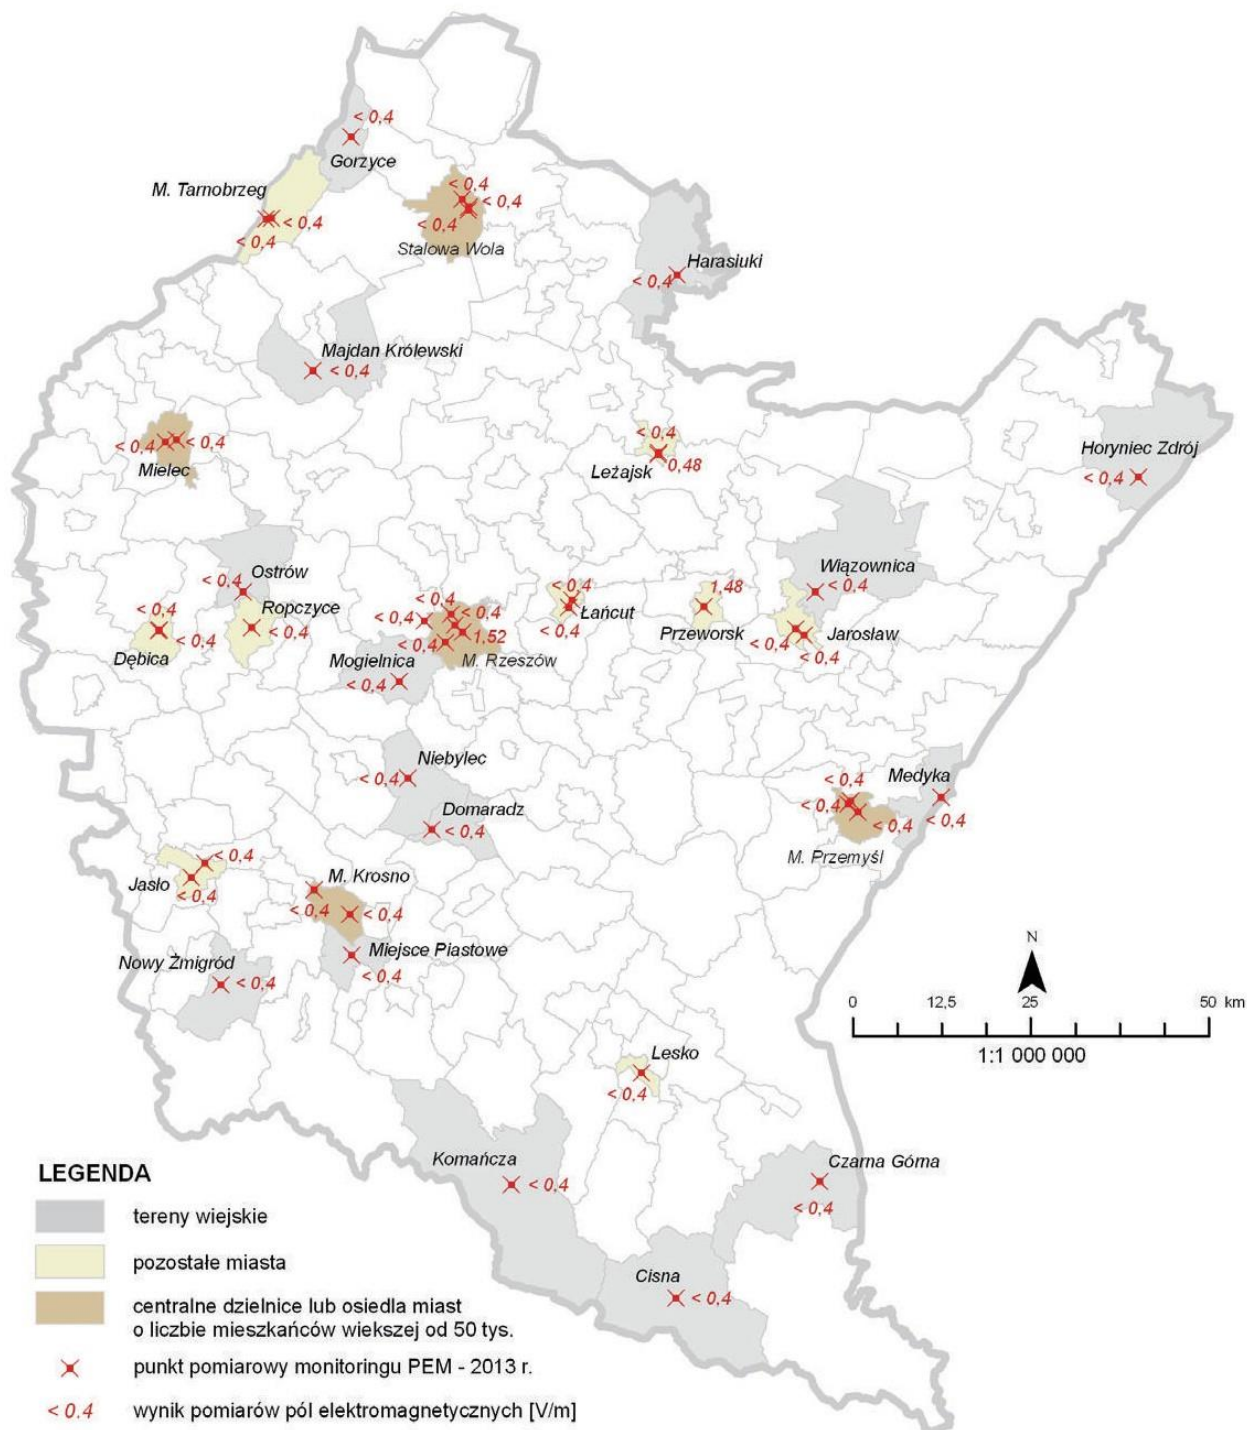 < 0,4
Gorzyce
M. Tarnobrzeg
< 0,4
< 0,4
< 0,4
< 0,4
< 0,4
Stalowa Wola
Harasiuki
< 0,4
Majdan Królewski
< 0,4
< 0,4
< 0,4
Mielec
< 0,4
0,48
Leżajsk
Horyniec Zdrój
< 0,4
Ostrów
< 0,4
Ropczyce
< 0,4
< 0,4
< 0,4
Dębica
< 0,4
< 0,4
< 0,4
1,52
< 0,4
M. Rzeszów
Mogielnica
< 0,4
< 0,4
Łańcut
< 0,4
1,48
Przeworsk
Wiązownica
< 0,4
Jarosław
< 0,4
< 0,4
Niebylec
< 0,4
Domaradz
< 0,4
Medyka
< 0,4
< 0,4
< 0,4
< 0,4
M. Przemyśl
< 0,4
Jasło
< 0,4
M. Krosno
< 0,4
< 0,4
Miejsce Piastowe
< 0,4
Nowy Żmigród
< 0,4
N
0 12,5 25 50 km
1:1 000 000
Lesko
< 0,4
Komańcza
< 0,4
Czarna Górna
< 0,4
Cisna
< 0,4
LEGENDA
tereny wiejskie
pozostałe miasta
centralne dzielnice lub osiedla miast
o liczbie mieszkańców wiekszej od 50 tys.
punkt pomiarowy monitoringu PEM - 2013 r.
< 0.4 wynik pomiarów pól elektromagnetycznych [V/m]